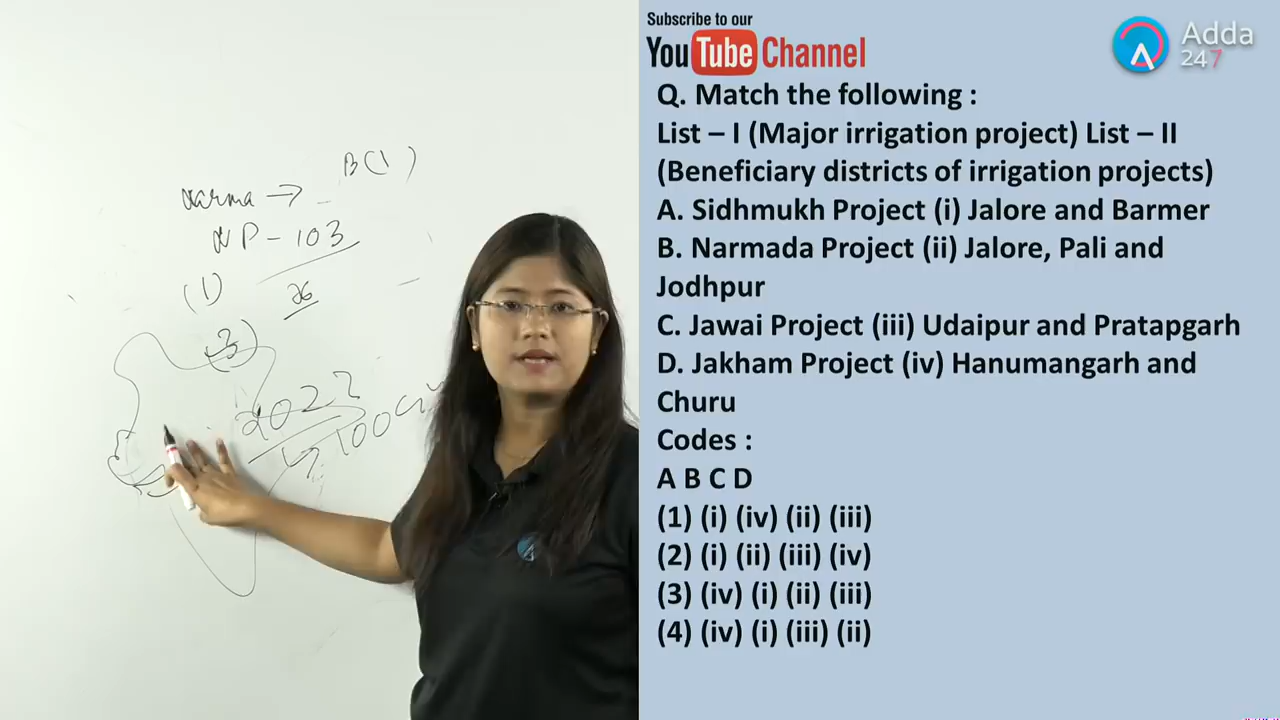 B (1)
Narma →
NP - 103
(1)
26
(3)
2022
100
Subscribe to our
YouTube Channel
Adda
247
Q. Match the following :
List – I (Major irrigation project) List – II
(Beneficiary districts of irrigation projects)
A. Sidhmukh Project (i) Jalore and Barmer
B. Narmada Project (ii) Jalore, Pali and
Jodhpur
C. Jawai Project (iii) Udaipur and Pratapgarh
D. Jakham Project (iv) Hanumangarh and
Churu
Codes :
A B C D
(1) (i) (iv) (ii) (iii)
(2) (i) (ii) (iii) (iv)
(3) (iv) (i) (ii) (iii)
(4) (iv) (i) (iii) (ii)